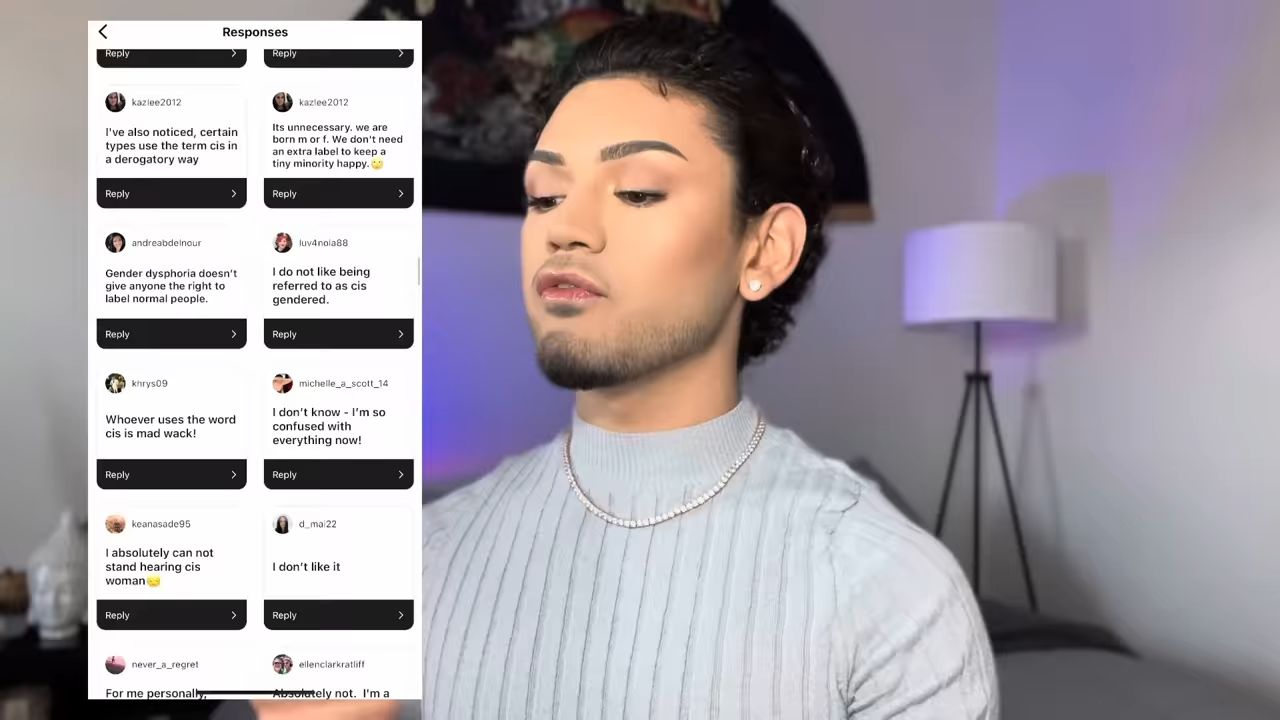 Responses
Reply
Reply
kazlee2012
I've also noticed, certain
types use the term cis in
a derogatory way
Reply
kazlee2012
Its unnecessary. we are
born m or f. We don't need
an extra label to keep a
tiny minority happy.🙄
Reply
andreabdelnour
Gender dysphoria doesn't
give anyone the right to
label normal people.
Reply
luv4nola88
I do not like being
referred to as cis
gendered.
Reply
khrys09
Whoever uses the word
cis is mad wack!
Reply
michelle_a_scott_14
I don't know - I'm so
confused with
everything now!
Reply
keanasade95
I absolutely can not
stand hearing cis
woman😒
Reply
d_mai22
I don't like it
Reply
never_a_regret
For me personally,
ellenclarkratliff
Absolutely not. I'm a